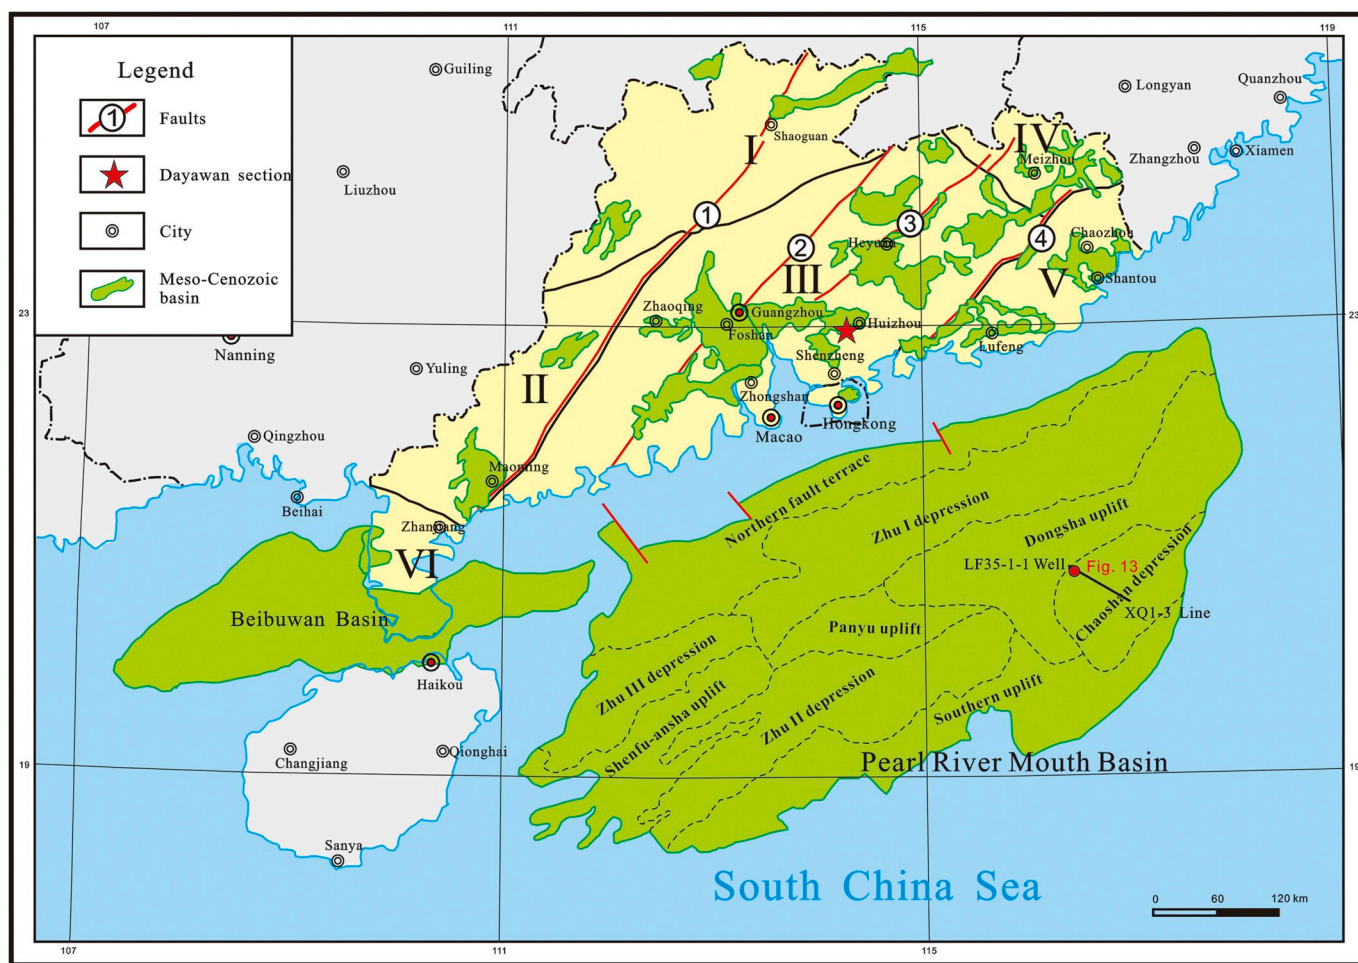 107
111
115
119
Legend
1
Faults
Dayawan section
City
Meso-Cenozoic
basin
Guiling
Liuzhou
Longyan
Quanzhou
Zhangzhou
Xiamen
Shaoguan
I
IV
Meizhou
1
2
3
4
Heyuan
Chaozhou
III
V
Shantou
23
23
Zhaoqing
Guangzhou
Foshan
Huizhou
Lufeng
Shenzheng
Nanning
Yuling
II
Zhongshan
Macao
Hongkong
Qingzhou
Maoming
Beihai
Zhanjiang
VI
Northern fault terrace
Zhu I depression
Dongsha uplift
LF35-1-1 Well
Fig. 13
Chaoshan depression
XQ1-3 Line
Beibuwan Basin
Panyu uplift
Haikou
Zhu III depression
Shenfu-ansha uplift
Zhu II depression
Southern uplift
Changjiang
Qionghai
Pearl River Mouth Basin
19
19
Sanya
South China Sea
0 60 120 km
107
111
115